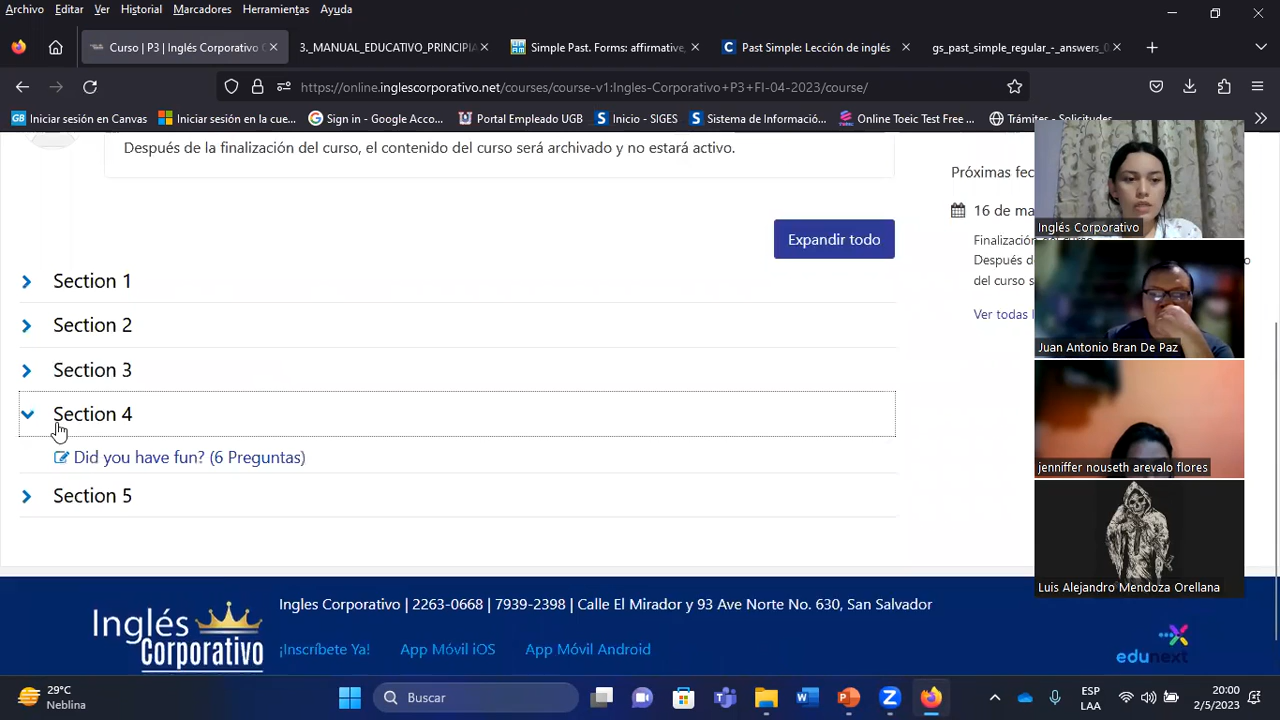 Archivo Editar Ver Historial Marcadores Herramientas Ayuda
Curso | P3 | Inglés Corporativo
3._MANUAL_EDUCATIVO_PRINCIPIA
Simple Past. Forms: affirmative,
Past Simple: Lección de inglés
gs_past_simple_regular_-_answers_0
https://online.inglescorporativo.net/courses/course-v1:Ingles-Corporativo+P3+FI-04-2023/course/
Iniciar sesión en Canvas
Iniciar sesión en la cue...
Sign in - Google Acco...
Portal Empleado UGB
Inicio - SIGES
Sistema de Informació...
Online Toeic Test Free ...
Trámites - Solicitudes
Después de la finalización del curso, el contenido del curso será archivado y no estará activo.
Próximas fec
16 de ma
Finalización del curso
Después d
del curso s
Ver todas l
Expandir todo
Section 1
Section 2
Section 3
Section 4
Did you have fun? (6 Preguntas)
Section 5
Inglés Corporativo
Juan Antonio Bran De Paz
jenniffer nouseth arevalo flores
Luis Alejandro Mendoza Orellana
Inglés
Corporativo
Ingles Corporativo | 2263-0668 | 7939-2398 | Calle El Mirador y 93 Ave Norte No. 630, San Salvador
¡Inscríbete Ya! App Móvil iOS App Móvil Android
edunext
29°C
Neblina
Buscar
ESP
LAA
20:00
2/5/2023